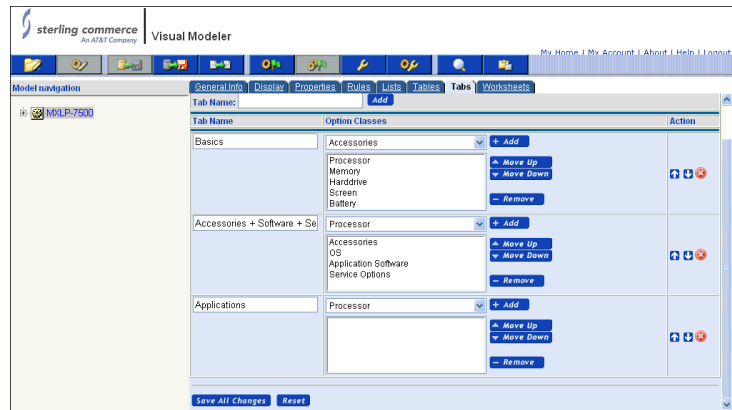 sterling commerce
An AT&T Company
Visual Modeler
My Home | My Account | About | Help | Logout
Model navigation
General Info Display Properties Rules Lists Tables Tabs Worksheets
MXLP-7500
Tab Name: Add
Tab Name Option Classes Action
Basics Accessories + Add
Processor
Memory
Harddrive
Screen
Battery
Move Up
Move Down
− Remove
Accessories + Software + Se Processor + Add
Accessories
OS
Application Software
Service Options
Move Up
Move Down
− Remove
Applications Processor + Add
Move Up
Move Down
− Remove
Save All Changes Reset